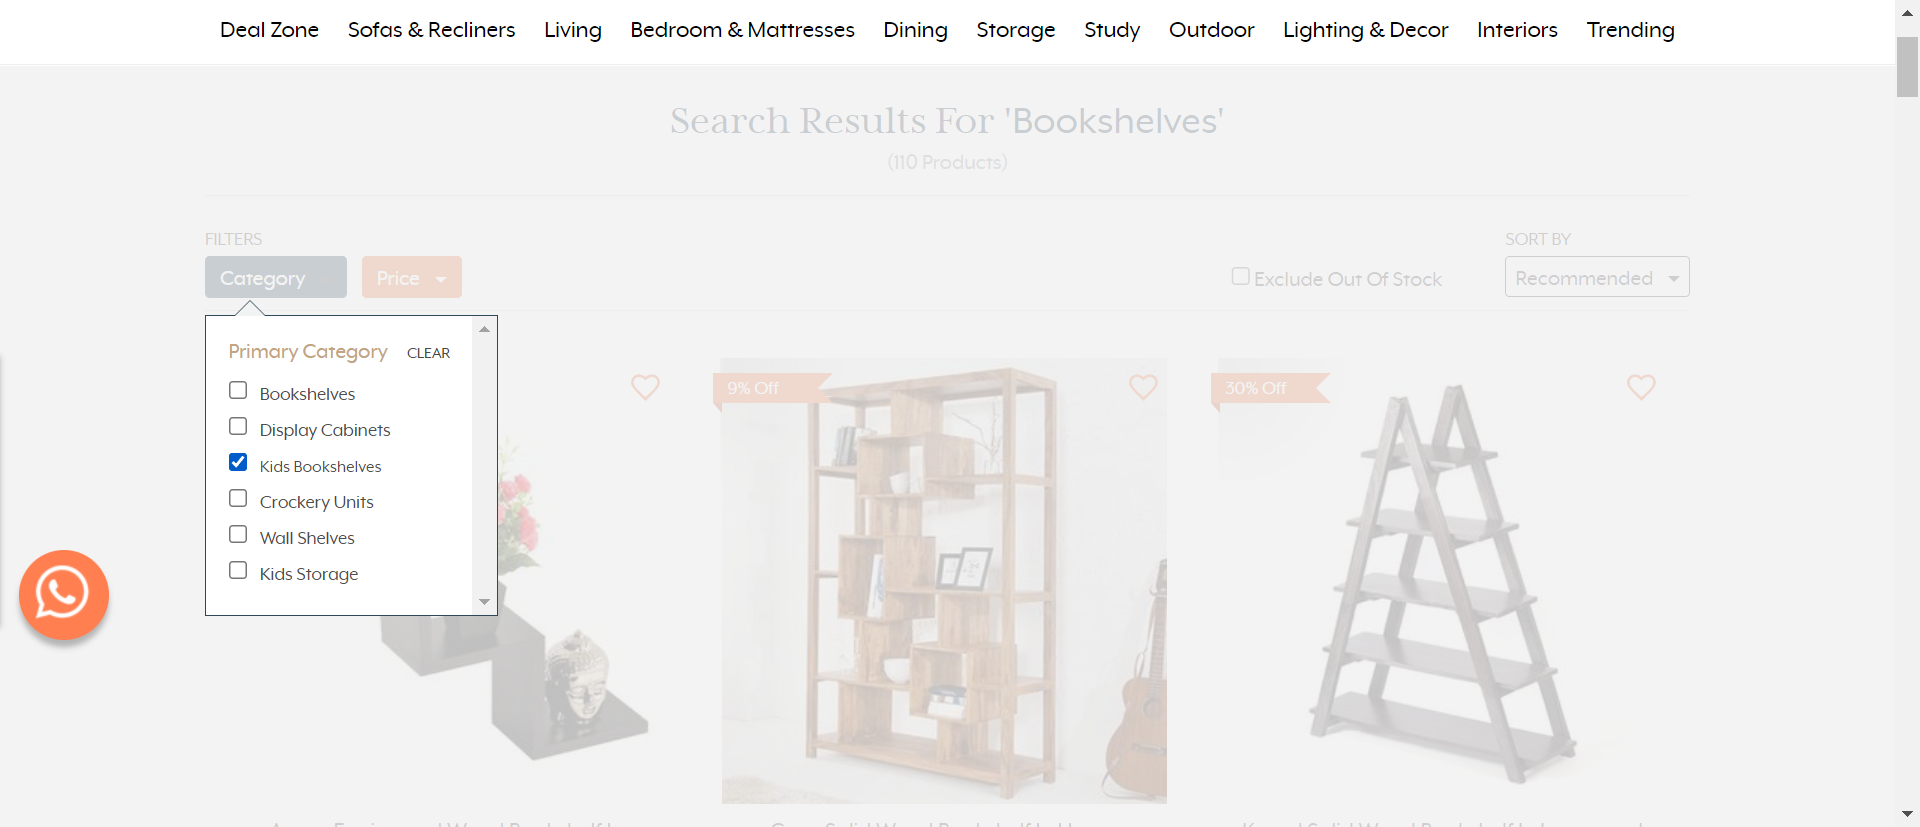 Deal Zone Sofas & Recliners Living Bedroom & Mattresses Dining Storage Study Outdoor Lighting & Decor Interiors Trending
Search Results For 'Bookshelves'
(110 Products)
FILTERS
SORT BY
Category
Price
Exclude Out Of Stock
Recommended
Primary Category
CLEAR
Bookshelves
Display Cabinets
Kids Bookshelves
Crockery Units
Wall Shelves
Kids Storage
9% Off
30% Off